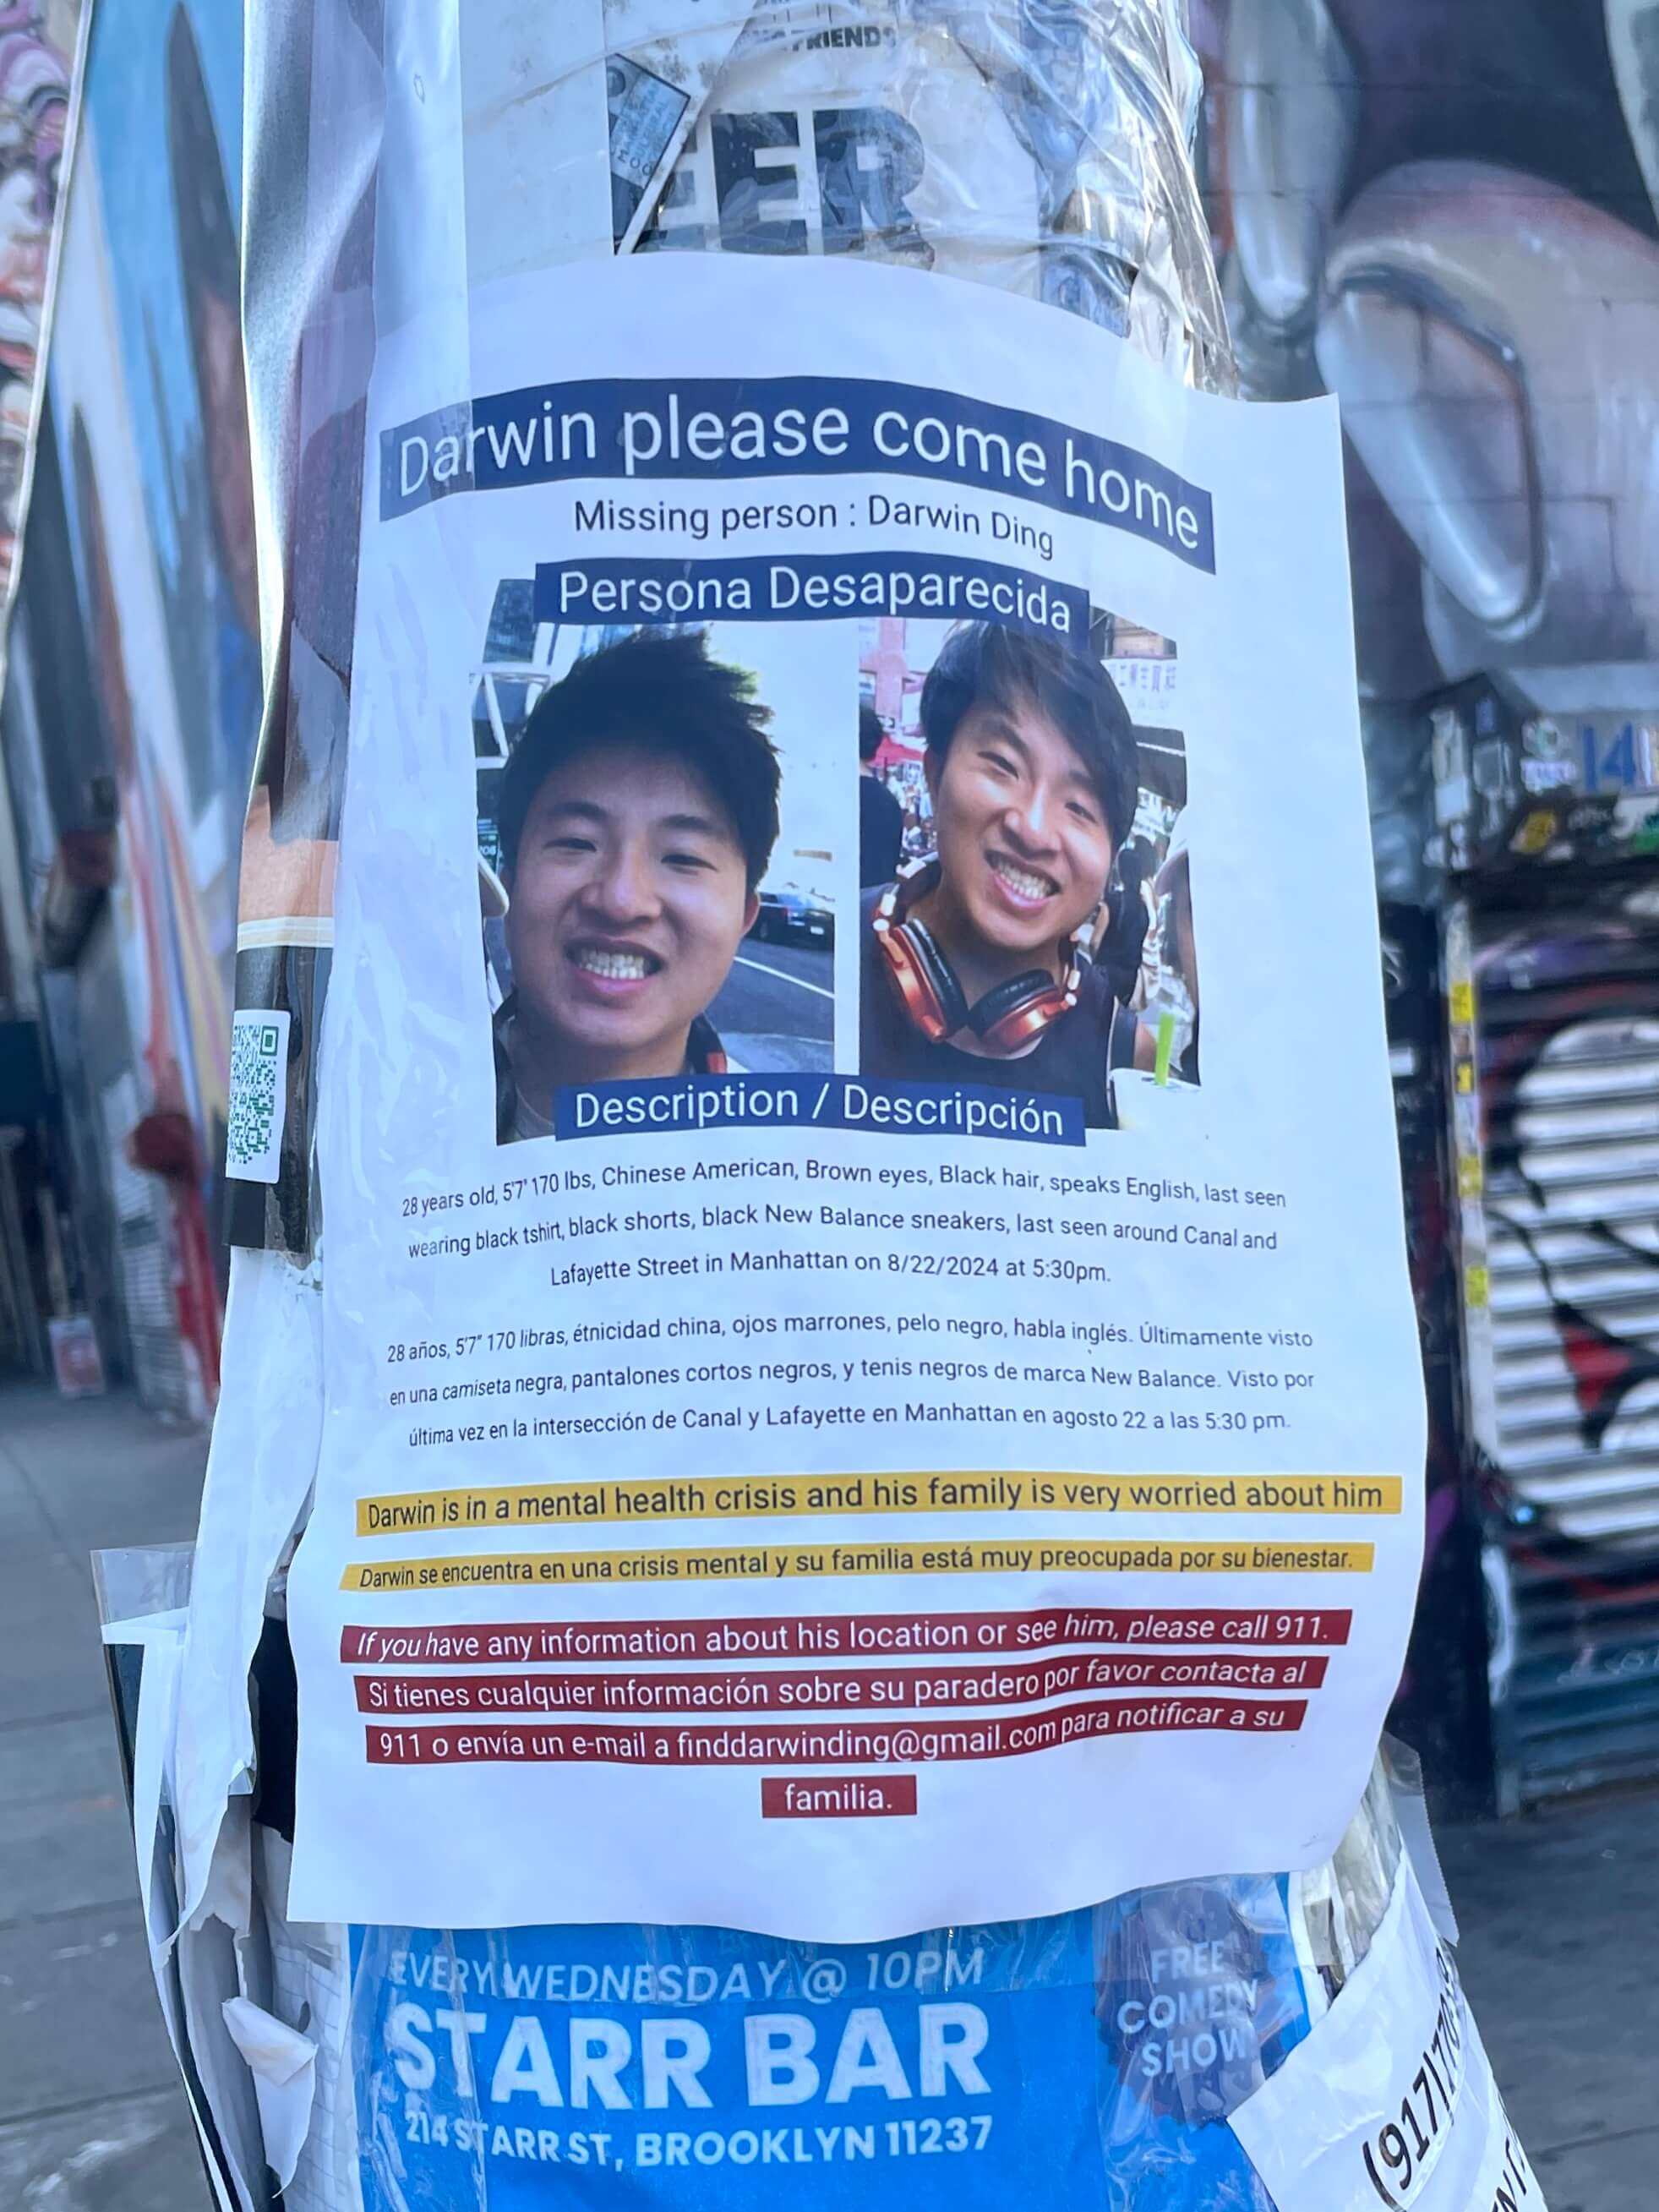 FRIENDS
EER
Darwin please come home
Missing person : Darwin Ding
Persona Desaparecida
Description / Descripción
28 years old, 5'7" 170 lbs, Chinese American, Brown eyes, Black hair, speaks English, last seen
wearing black tshirt, black shorts, black New Balance sneakers, last seen around Canal and
Lafayette Street in Manhattan on 8/22/2024 at 5:30pm.
28 años, 5'7" 170 libras, étnicidad china, ojos marrones, pelo negro, habla inglés. Últimamente visto
en una camiseta negra, pantalones cortos negros, y tenis negros de marca New Balance. Visto por
última vez en la intersección de Canal y Lafayette en Manhattan en agosto 22 a las 5:30 pm.
Darwin is in a mental health crisis and his family is very worried about him
Darwin se encuentra en una crisis mental y su familia está muy preocupada por su bienestar.
If you have any information about his location or see him, please call 911.
Si tienes cualquier información sobre su paradero por favor contacta al
911 o envía un e-mail a finddarwinding@gmail.com para notificar a su
familia.
EVERY WEDNESDAY @ 10PM
STARR BAR
214 STARR ST, BROOKLYN 11237
FREE
COMEDY
SHOW
(917)
14